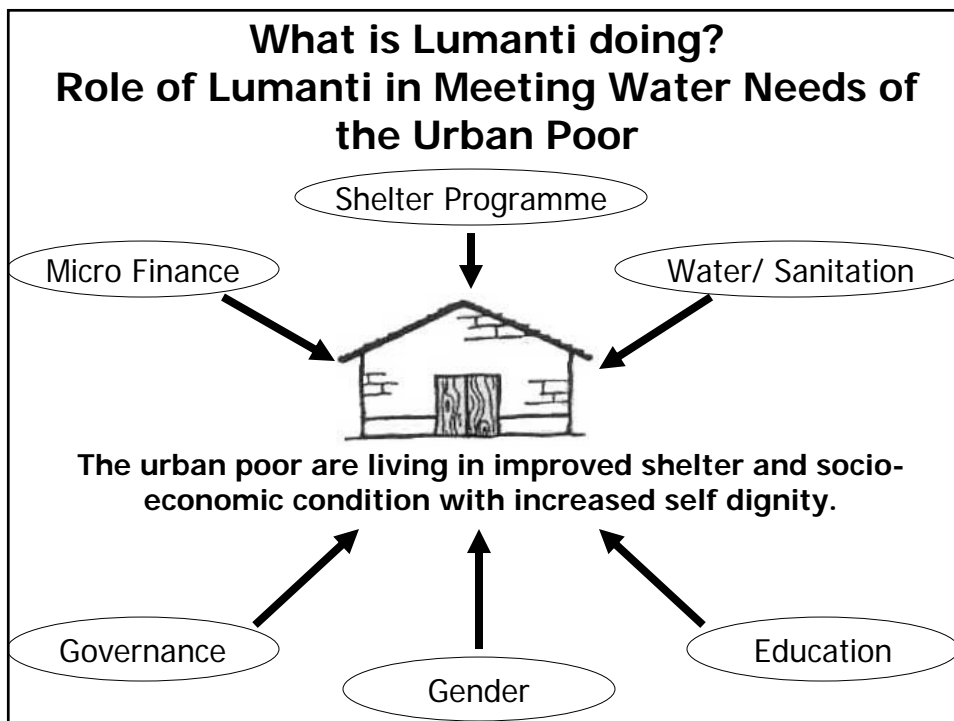 What is Lumanti doing?
Role of Lumanti in Meeting Water Needs of
the Urban Poor
Shelter Programme
Micro Finance
Water/ Sanitation
The urban poor are living in improved shelter and socio-
economic condition with increased self dignity.
Governance
Gender
Education